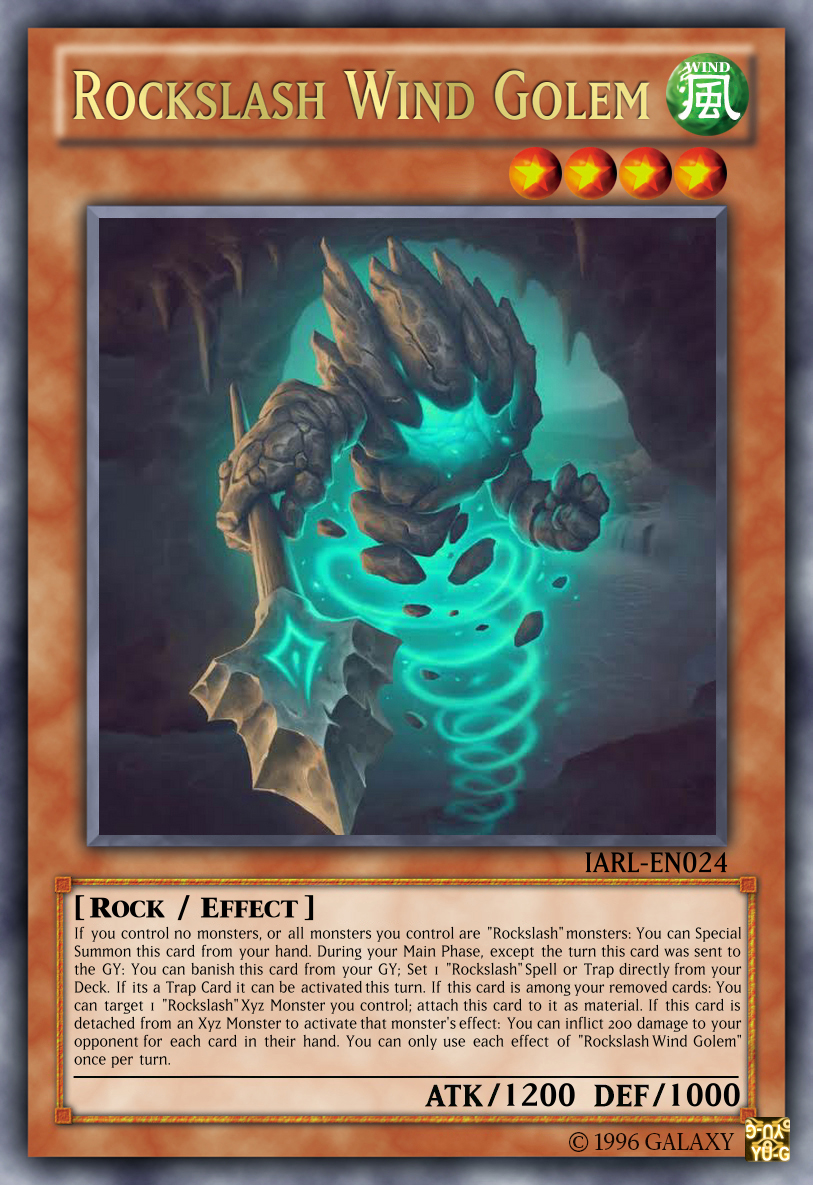 Rockslash Wind Golem
WIND
風
IARL-EN024
[ Rock / Effect ]
If you control no monsters, or all monsters you control are "Rockslash" monsters: You can Special
Summon this card from your hand. During your Main Phase, except the turn this card was sent to
the GY: You can banish this card from your GY; Set 1 "Rockslash" Spell or Trap directly from your
Deck. If its a Trap Card it can be activated this turn. If this card is among your removed cards: You
can target 1 "Rockslash" Xyz Monster you control; attach this card to it as material. If this card is
detached from an Xyz Monster to activate that monster's effect: You can inflict 200 damage to your
opponent for each card in their hand. You can only use each effect of "Rockslash Wind Golem"
once per turn.
ATK/1200 DEF/1000
© 1996 GALAXY